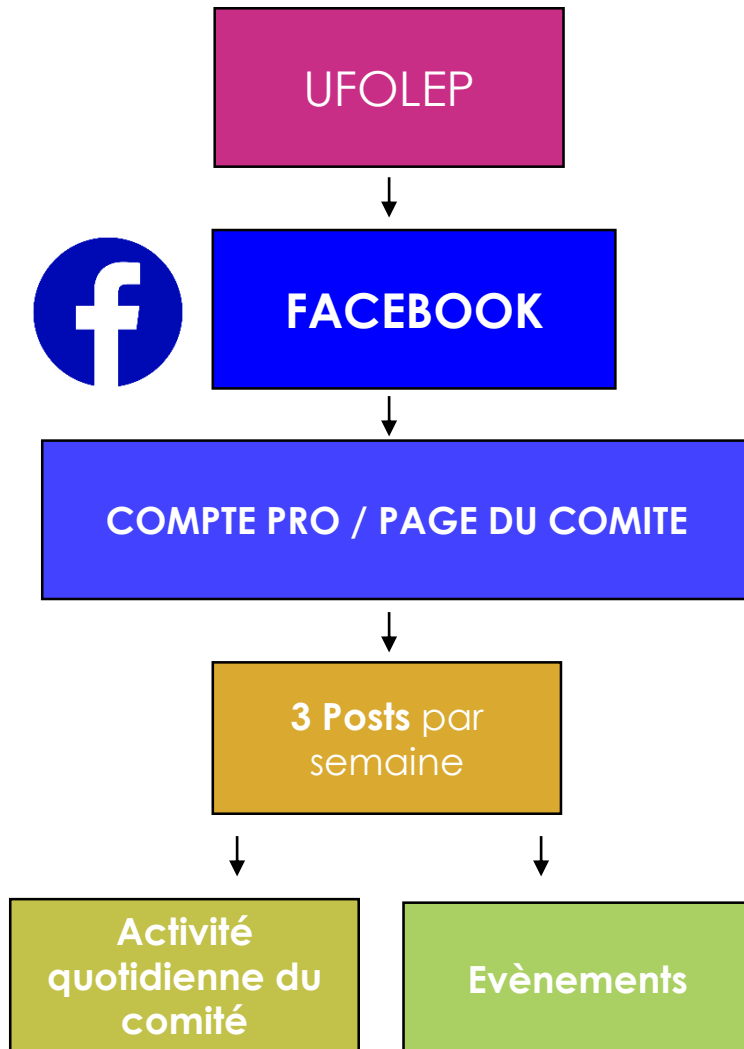 UFOLEP
FACEBOOK
COMPTE PRO / PAGE DU COMITE
3 Posts par
semaine
Activité
quotidienne du
comité
Evènements